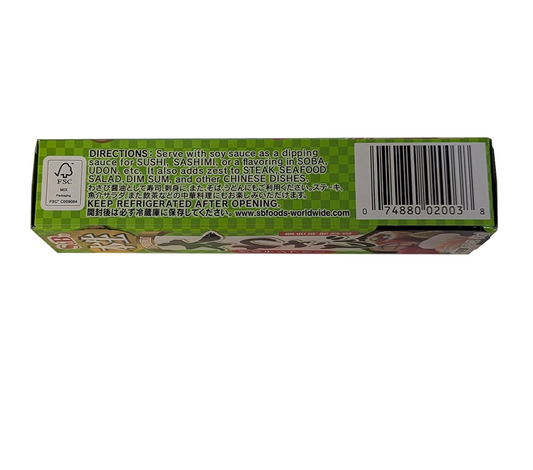 DIRECTIONS: Serve with soy sauce as a dipping
sauce for SUSHI, SASHIMI, or a flavoring in SOBA,
UDON, etc. It also adds zest to STEAK, SEAFOOD
SALAD, DIM SUM, and other CHINESE DISHES.
わさび醤油として寿司、刺身に、また、そば、うどんにもご利用ください。ステーキ、
魚介サラダ、また飲茶などの中華料理にもお楽しみいただけます。
KEEP REFRIGERATED AFTER OPENING.
開封後は必ず冷蔵庫に保存してください。 www.sbfoods-worldwide.com
FSC
MIX
Packaging
FSC® C009084
0 74880 02003 8
S&B